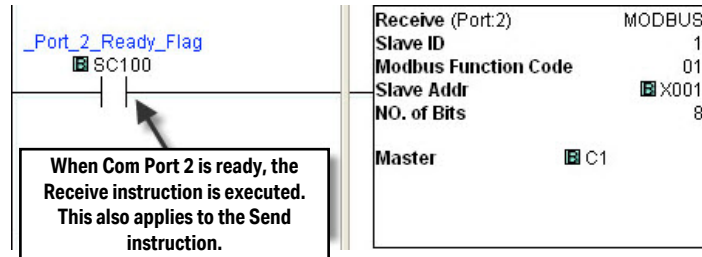 _Port_2_Ready_Flag
B SC100
When Com Port 2 is ready, the
Receive instruction is executed.
This also applies to the Send
instruction.
Receive (Port:2) MODBUS
Slave ID 1
Modbus Function Code 01
Slave Addr B X001
NO. of Bits 8
Master B C1